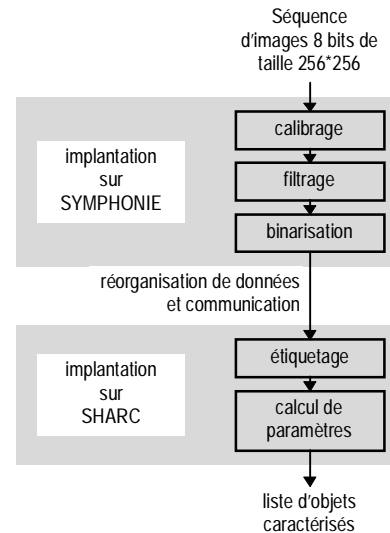 Séquence
d'images 8 bits de
taille 256*256
calibrage
implantation
sur
SYMPHONIE
filtrage
binarisation
réorganisation de données
et communication
étiquetage
implantation
sur
SHARC
calcul de
paramètres
liste d'objets
caractérisés